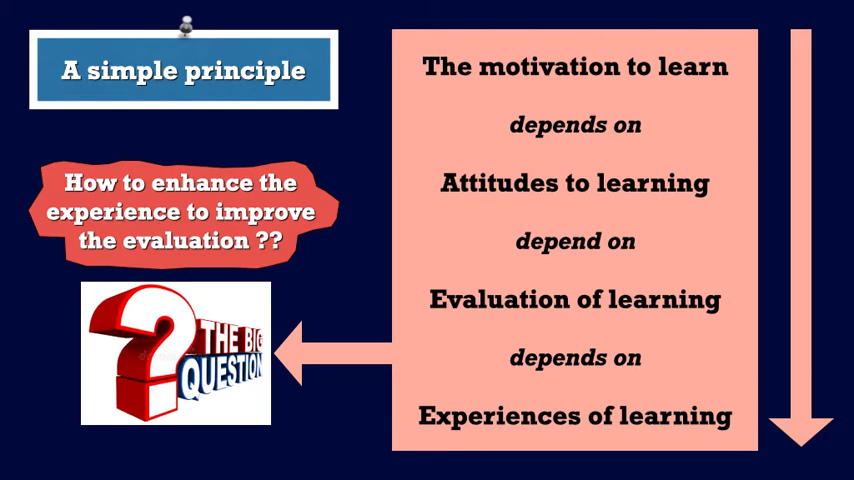 A simple principle
How to enhance the
experience to improve
the evaluation ??
THE BIG
QUESTION
The motivation to learn
depends on
Attitudes to learning
depend on
Evaluation of learning
depends on
Experiences of learning